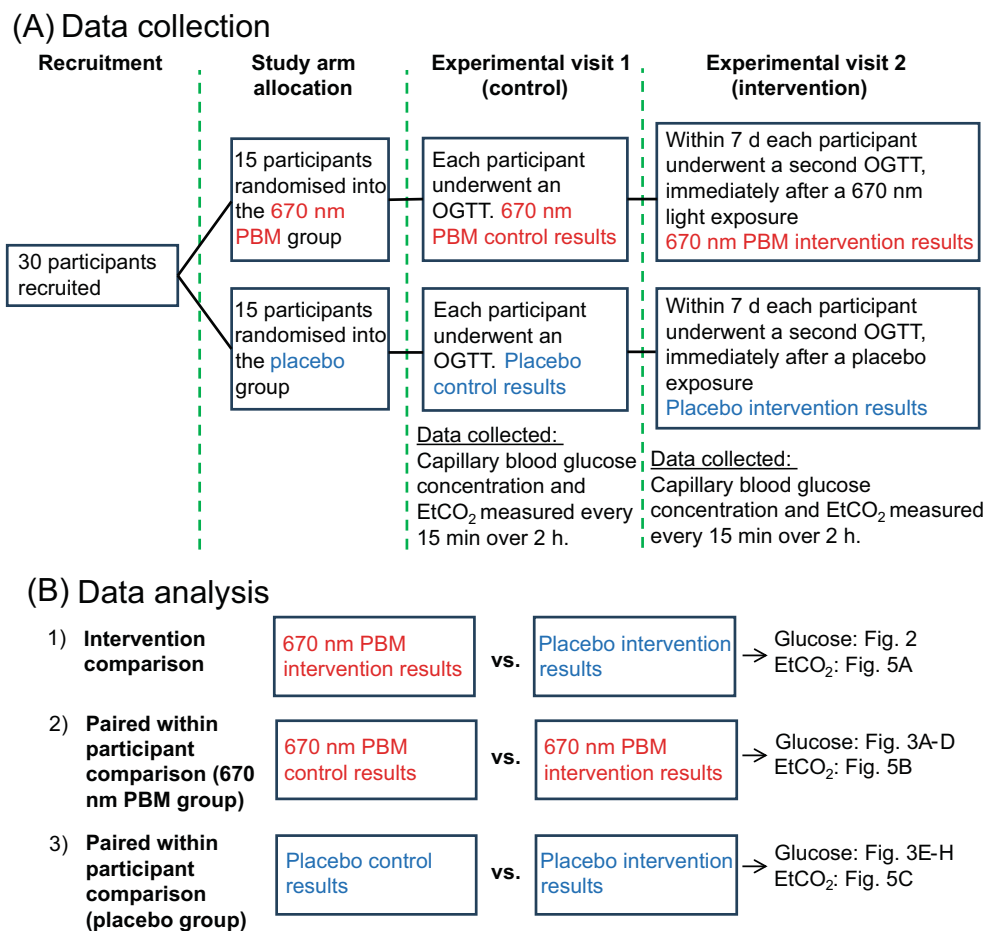 (A) Data collection
Recruitment
Study arm
allocation
Experimental visit 1
(control)
Experimental visit 2
(intervention)
30 participants
recruited
15 participants
randomised into
the 670 nm
PBM group
Each participant
underwent an
OGTT. 670 nm
PBM control results
Within 7 d each participant
underwent a second OGTT,
immediately after a 670 nm
light exposure
670 nm PBM intervention results
15 participants
randomised into
the placebo
group
Each participant
underwent an
OGTT. Placebo
control results
Within 7 d each participant
underwent a second OGTT,
immediately after a placebo
exposure
Placebo intervention results
Data collected:
Capillary blood glucose
concentration and
EtCO₂ measured every
15 min over 2 h.
Data collected:
Capillary blood glucose
concentration and EtCO₂ measured
every 15 min over 2 h.
(B) Data analysis
1) Intervention
comparison
670 nm PBM
intervention results
vs.
Placebo intervention
results
Glucose: Fig. 2
EtCO₂: Fig. 5A
2) Paired within
participant
comparison (670
nm PBM group)
670 nm PBM
control results
vs.
670 nm PBM
intervention results
Glucose: Fig. 3A-D
EtCO₂: Fig. 5B
3) Paired within
participant
comparison
(placebo group)
Placebo control
results
vs.
Placebo intervention
results
Glucose: Fig. 3E-H
EtCO₂: Fig. 5C